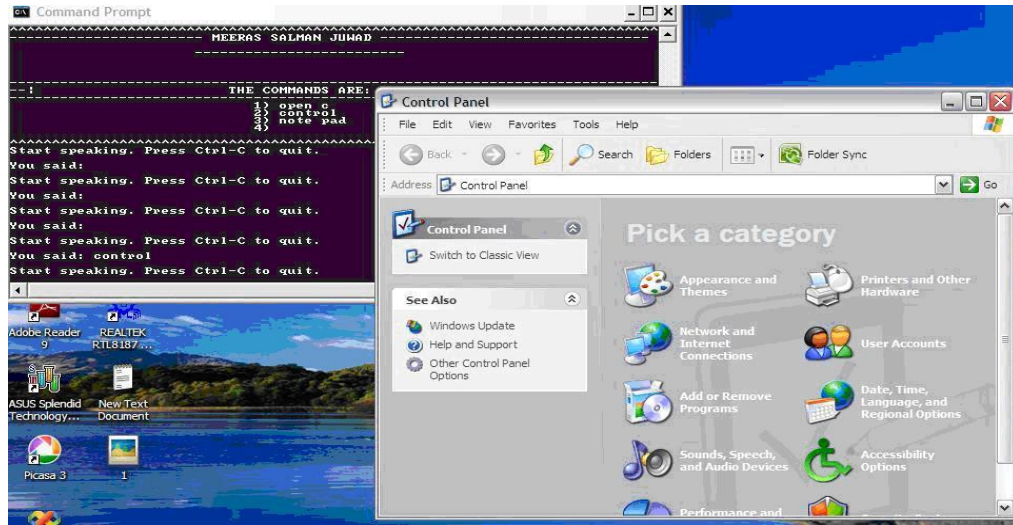 Command Prompt
MEERAS SALMAN JUWAD
THE COMMANDS ARE:
1) open c
2) control
3) note pad
4)
Start speaking. Press Ctrl-C to quit.
You said:
Start speaking. Press Ctrl-C to quit.
You said:
Start speaking. Press Ctrl-C to quit.
You said:
Start speaking. Press Ctrl-C to quit.
You said: control
Start speaking. Press Ctrl-C to quit.
Adobe Reader
9
REALTEK
RTL8187...
ASUS Splendid
Technology...
New Text
Document
Picasa 3
1
Control Panel
File Edit View Favorites Tools Help
Back Search Folders Folder Sync
Address Control Panel Go
Control Panel
Switch to Classic View
See Also
Windows Update
Help and Support
Other Control Panel
Options
Pick a category
Appearance and
Themes
Printers and Other
Hardware
Network and
Internet
Connections
User Accounts
Add or Remove
Programs
Date, Time,
Language, and
Regional Options
Sounds, Speech,
and Audio Devices
Accessibility
Options
Performance and